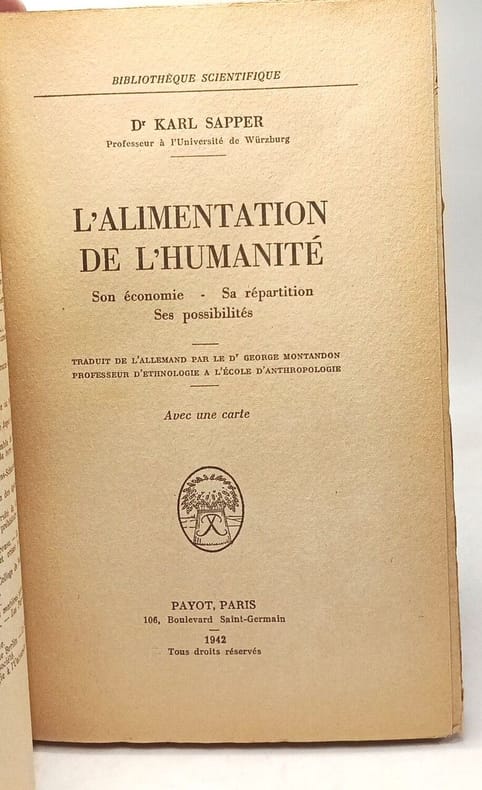 BIBLIOTHÈQUE SCIENTIFIQUE
Dr KARL SAPPER
Professeur à l'Université de Würzburg
L'ALIMENTATION
DE L'HUMANITÉ
Son économie - Sa répartition
Ses possibilités
TRADUIT DE L'ALLEMAND PAR LE Dr GEORGE MONTANDON
PROFESSEUR D'ETHNOLOGIE A L'ÉCOLE D'ANTHROPOLOGIE
Avec une carte
PAYOT, PARIS
106, Boulevard Saint-Germain
1942
Tous droits réservés